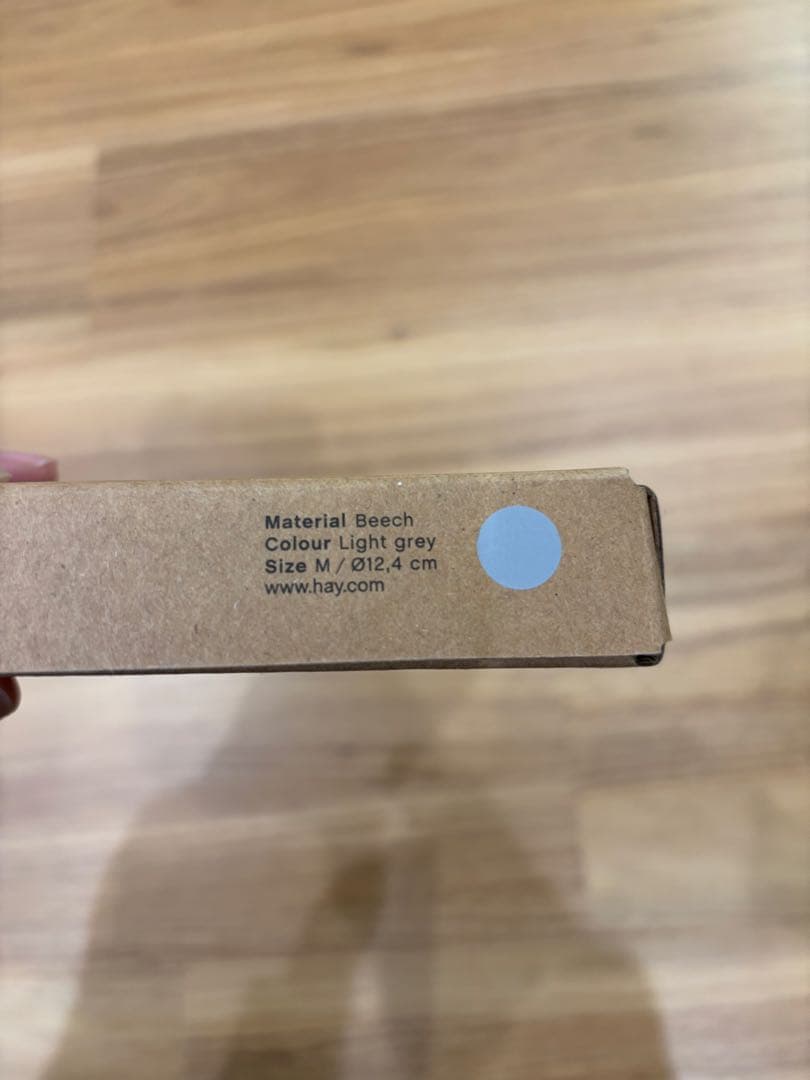 Material Beech
Colour Light grey
Size M / Ø12,4 cm
www.hay.com